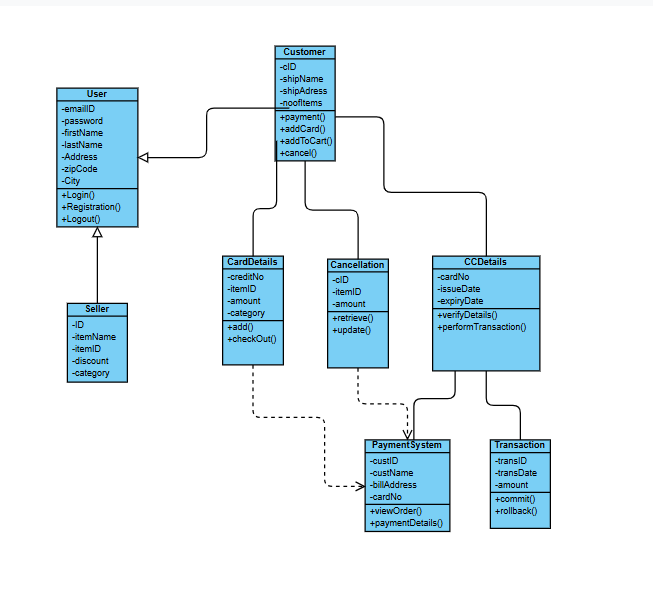 Customer
-cID
-shipName
-shipAdress
-noofItems
+payment()
+addCard()
+addToCart()
+cancel()
User
-emailID
-password
-firstName
-lastName
-Address
-zipCode
-City
+Login()
+Registration()
+Logout()
Seller
-ID
-itemName
-itemID
-discount
-category
CardDetails
-creditNo
-itemID
-amount
-category
+add()
+checkOut()
Cancellation
-cID
-itemID
-amount
+retrieve()
+update()
CCDetails
-cardNo
-issueDate
-expiryDate
+verifyDetails()
+performTransaction()
PaymentSystem
-custID
-custName
-billAddress
-cardNo
+viewOrder()
+paymentDetails()
Transaction
-transID
-transDate
-amount
+commit()
+rollback()